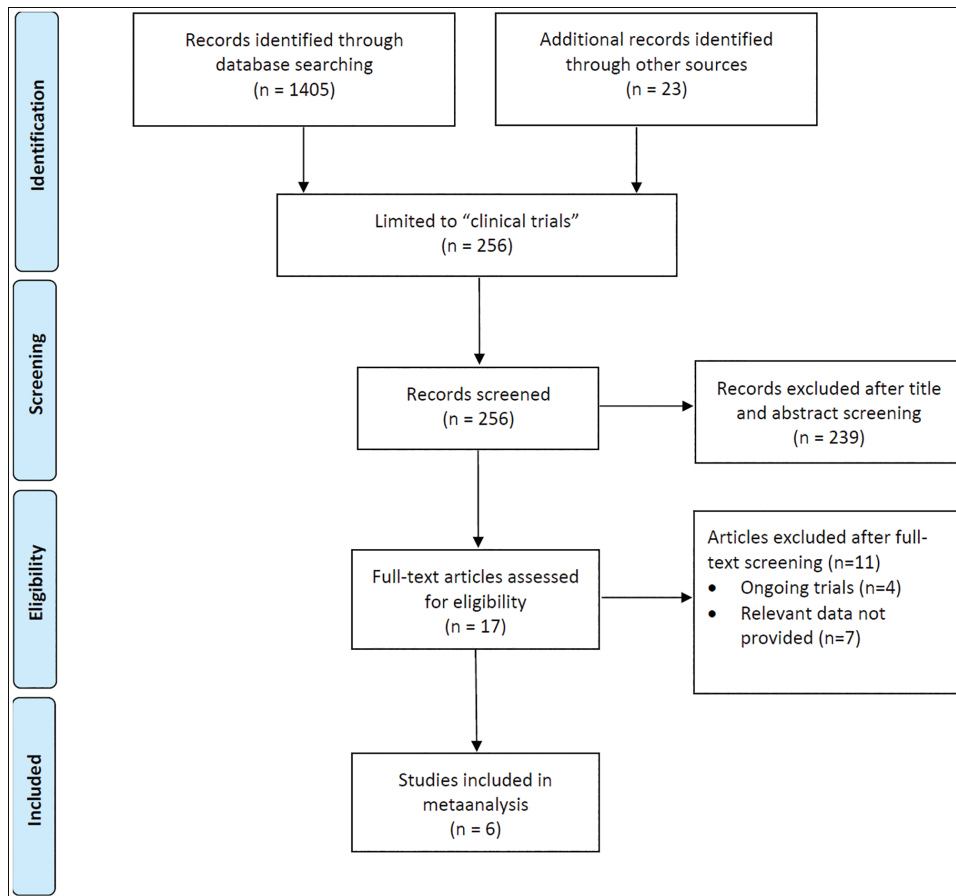 Identification
Records identified through
database searching
(n = 1405)
Additional records identified
through other sources
(n = 23)
Limited to “clinical trials”
(n = 256)
Screening
Records screened
(n = 256)
Records excluded after title
and abstract screening
(n = 239)
Eligibility
Full-text articles assessed
for eligibility
(n = 17)
Articles excluded after full-
text screening (n=11)
• Ongoing trials (n=4)
• Relevant data not
provided (n=7)
Included
Studies included in
metaanalysis
(n = 6)